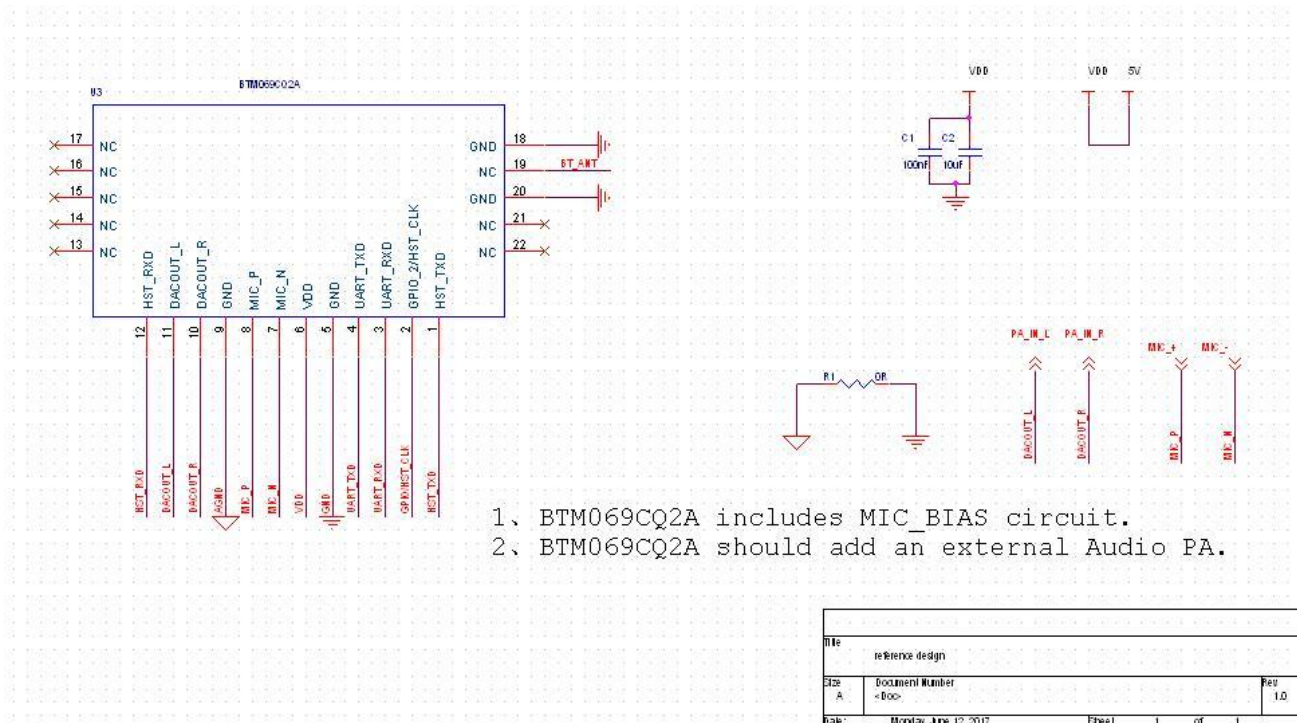 U3
BTM069CQ2A
17 NC
16 NC
15 NC
14 NC
13 NC
GND 18
NC 19 BT_ANT
GND 20
NC 21
NC 22
HST_RXD
DACOUT_L
DACOUT_R
GND
MIC_P
MIC_N
VDD
GND
UART_TXD
UART_RXD
GPIO_2/HST_CLK
HST_TXD
12 11 10 9 8 7 6 5 4 3 2 1
HST_RXD
DACOUT_L
DACOUT_R
AGND
MIC_P
MIC_N
VDD
GND
UART_TXD
UART_RXD
GPIO/HST_CLK
HST_TXD
VDD
C1 C2
100nF 10uF
VDD 5V
R1 0R
PA_IN_L PA_IN_R
MIC_+ MIC_-
DACOUT_L
DACOUT_R
MIC_P
MIC_N
1、BTM069CQ2A includes MIC_BIAS circuit.
2、BTM069CQ2A should add an external Audio PA.
Title
reference design
Size Document Number Rev
A <Doc> 1.0
Date: Monday, June 12, 2017 Sheet 1 of 1